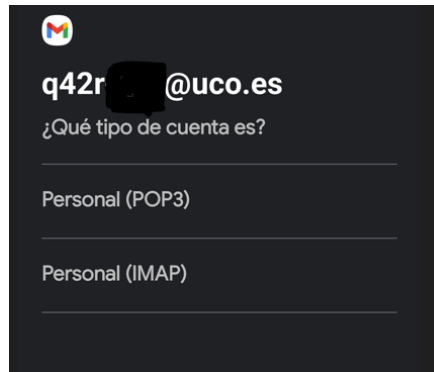 q42r @uco.es
¿Qué tipo de cuenta es?
Personal (POP3)
Personal (IMAP)